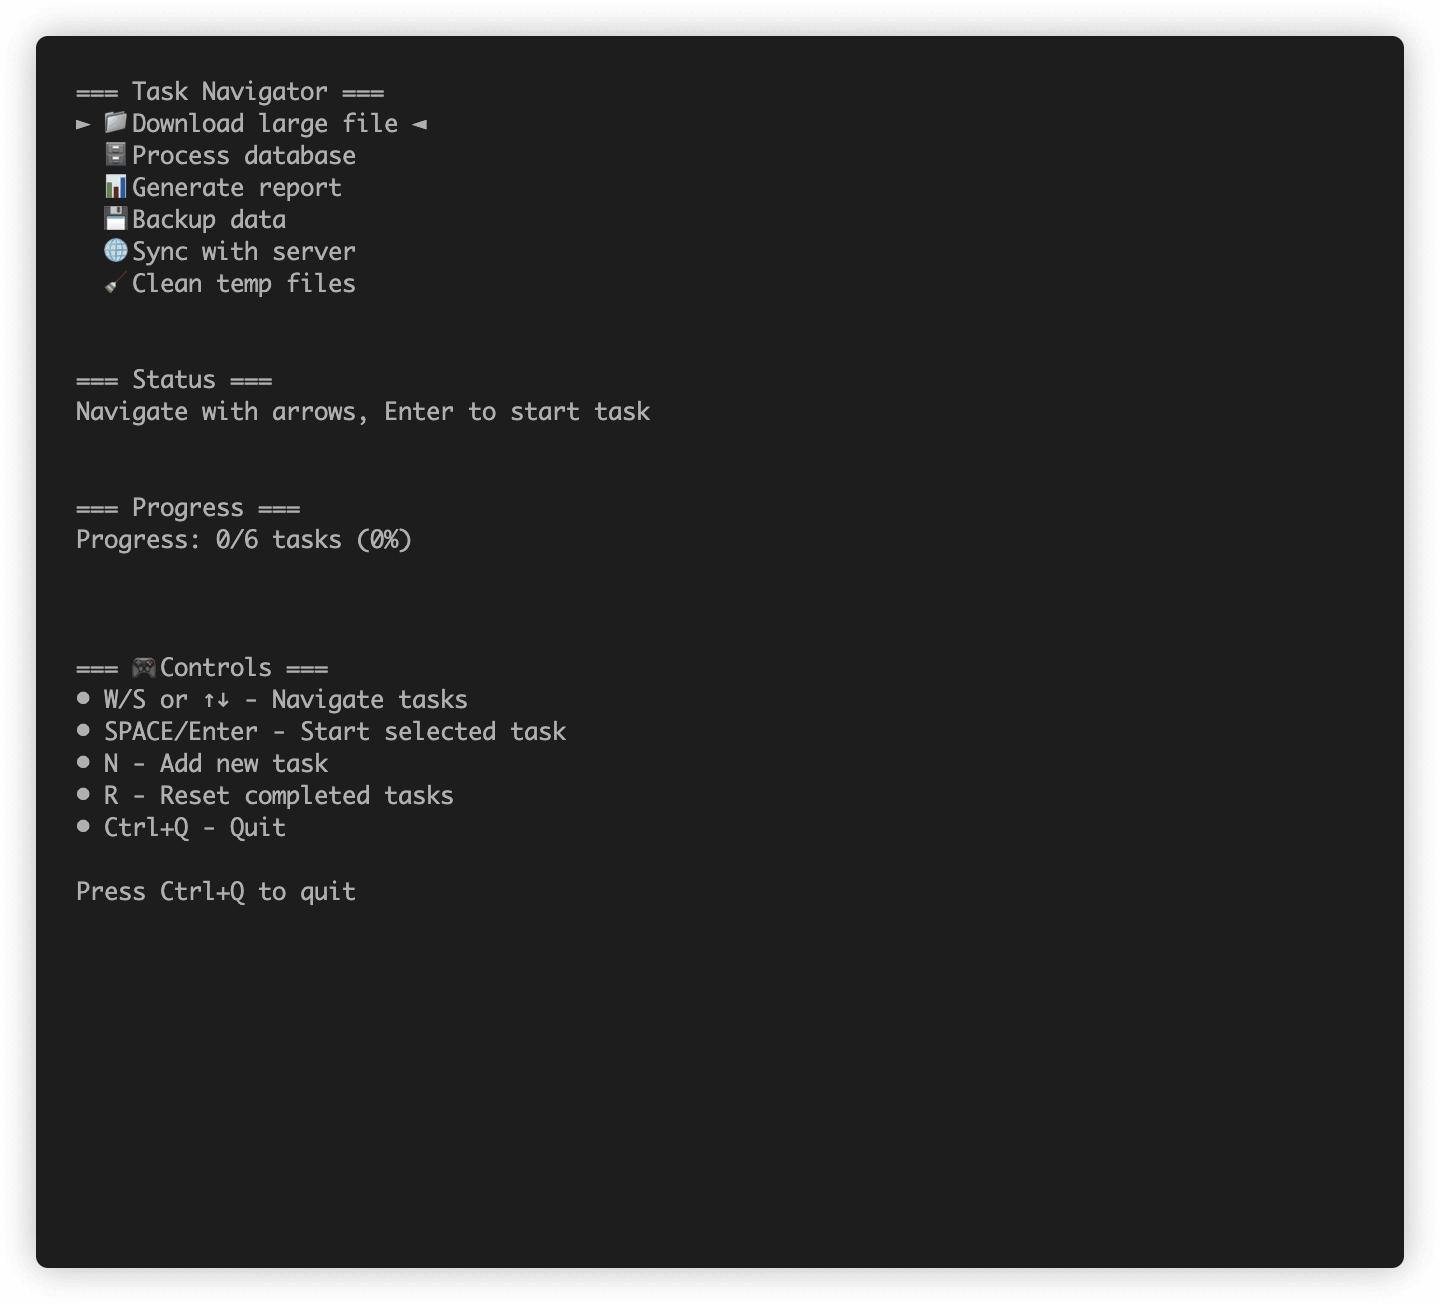 === Task Navigator ===
► 📁Download large file ◄
🗄️Process database
📊Generate report
💾Backup data
🌐Sync with server
🧹Clean temp files
=== Status ===
Navigate with arrows, Enter to start task
=== Progress ===
Progress: 0/6 tasks (0%)
=== 🎮Controls ===
● W/S or ↑↓ - Navigate tasks
● SPACE/Enter - Start selected task
● N - Add new task
● R - Reset completed tasks
● Ctrl+Q - Quit
Press Ctrl+Q to quit